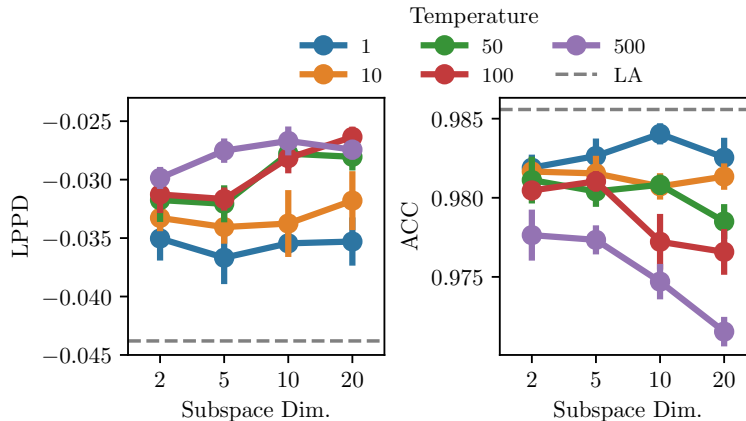 Temperature
1 50 500
10 100 LA
LPPD
−0.025
−0.030
−0.035
−0.040
−0.045
2 5 10 20
Subspace Dim.
ACC
0.985
0.980
0.975
2 5 10 20
Subspace Dim.